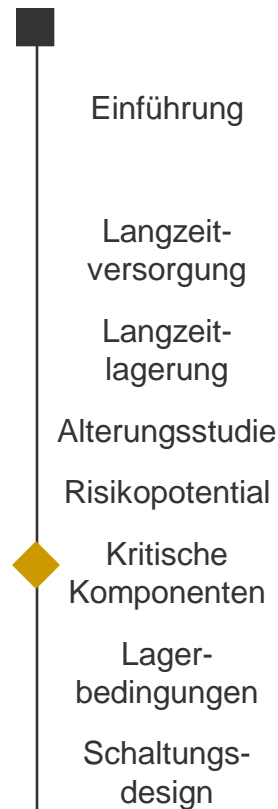 Einführung
Langzeit-
versorgung
Langzeit-
lagerung
Alterungsstudie
Risikopotential
Kritische
Komponenten
Lager-
bedingungen
Schaltungs-
design